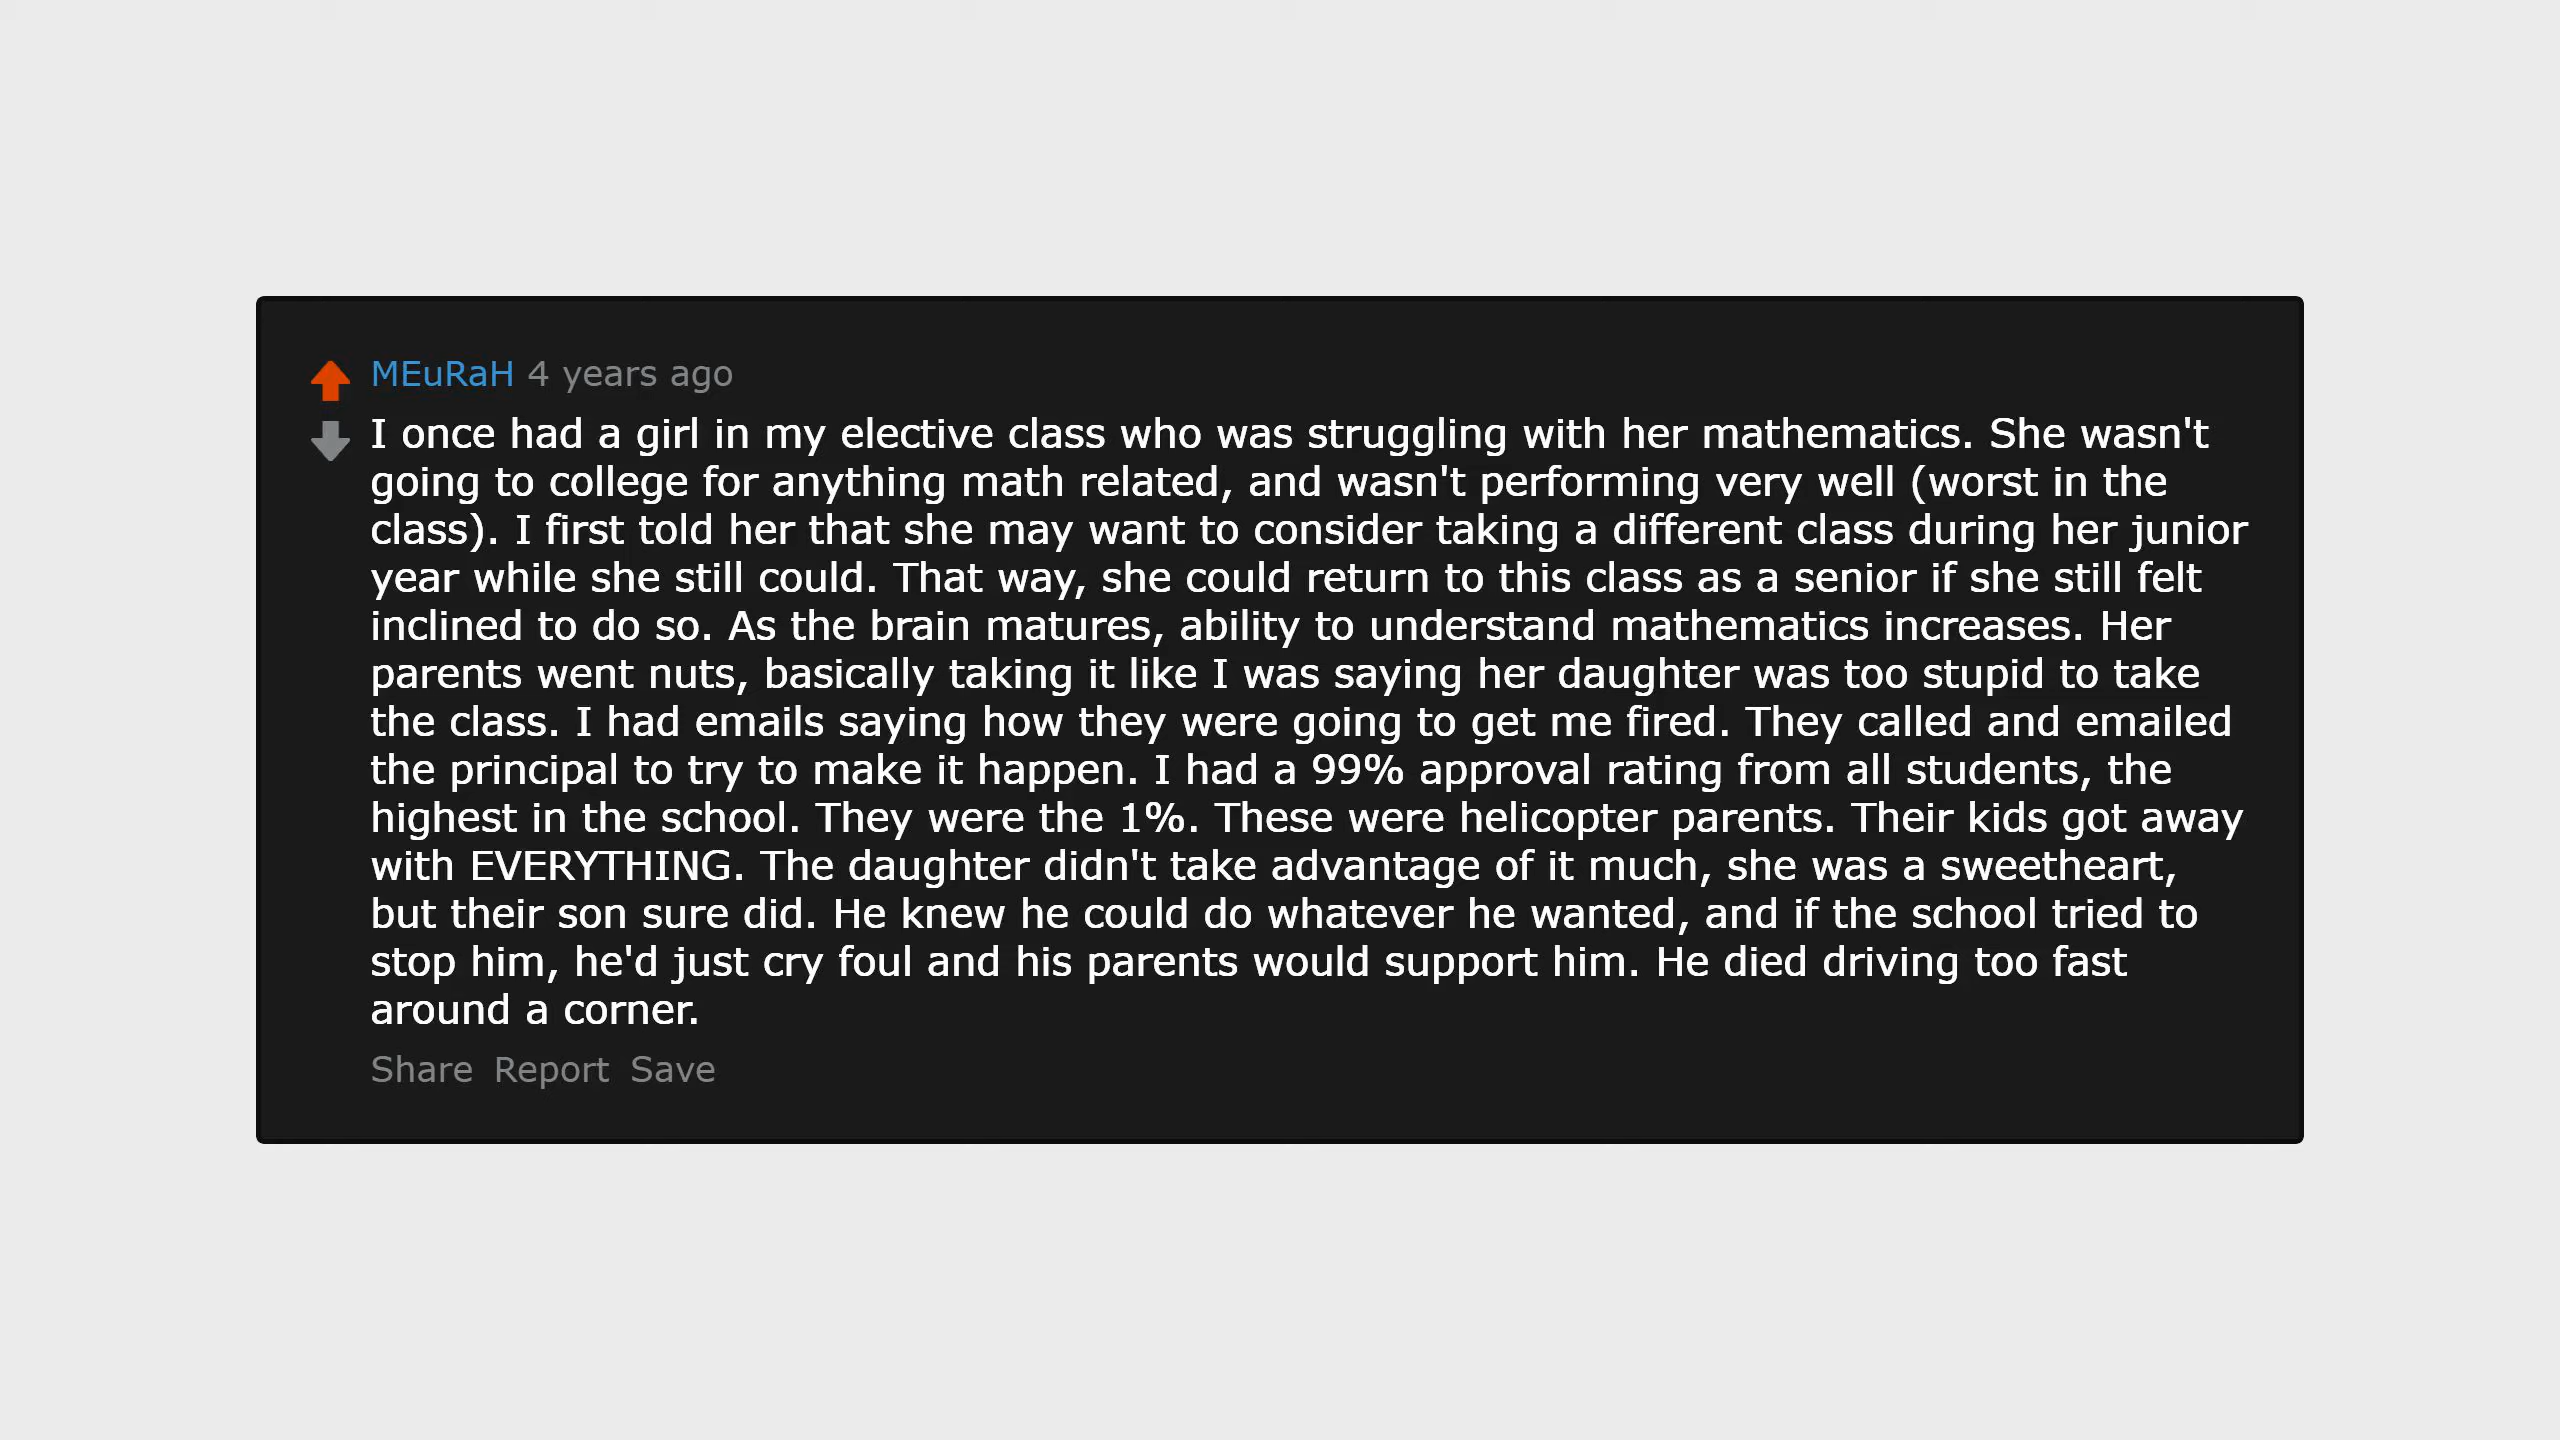 MEuRaH 4 years ago
I once had a girl in my elective class who was struggling with her mathematics. She wasn't
going to college for anything math related, and wasn't performing very well (worst in the
class). I first told her that she may want to consider taking a different class during her junior
year while she still could. That way, she could return to this class as a senior if she still felt
inclined to do so. As the brain matures, ability to understand mathematics increases. Her
parents went nuts, basically taking it like I was saying her daughter was too stupid to take
the class. I had emails saying how they were going to get me fired. They called and emailed
the principal to try to make it happen. I had a 99% approval rating from all students, the
highest in the school. They were the 1%. These were helicopter parents. Their kids got away
with EVERYTHING. The daughter didn't take advantage of it much, she was a sweetheart,
but their son sure did. He knew he could do whatever he wanted, and if the school tried to
stop him, he'd just cry foul and his parents would support him. He died driving too fast
around a corner.
Share Report Save